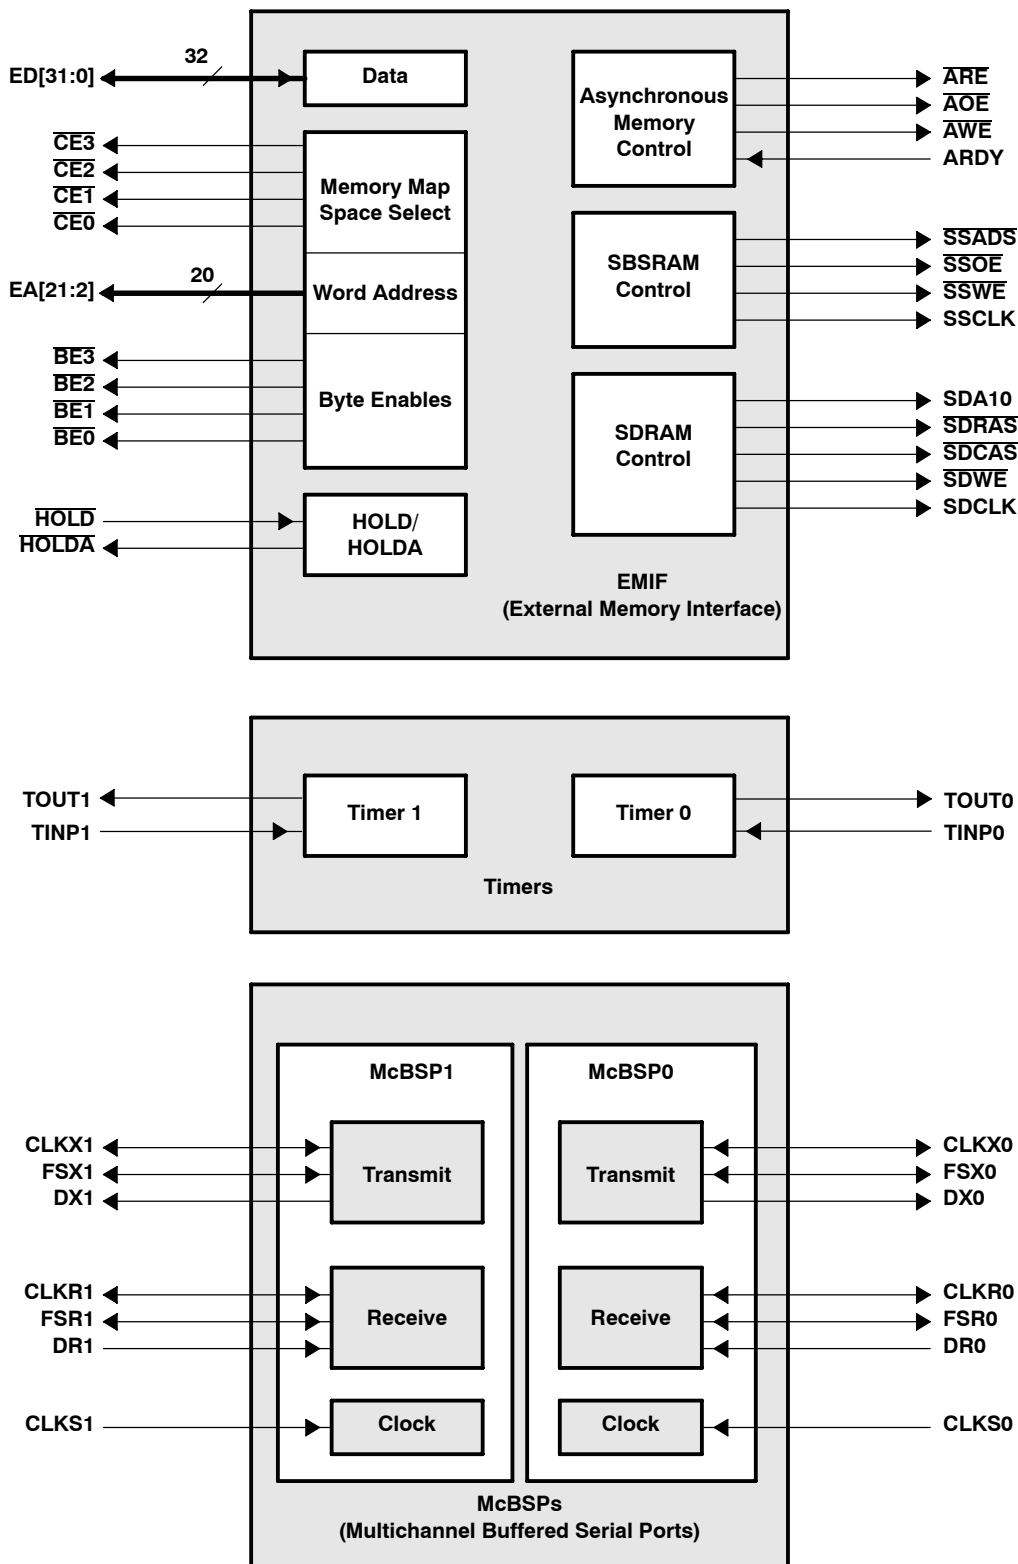 32
ED[31:0]
Data
CE3
CE2
CE1
CE0
Memory Map
Space Select
20
EA[21:2]
Word Address
BE3
BE2
BE1
BE0
Byte Enables
HOLD
HOLDA
HOLD/
HOLDA
Asynchronous
Memory
Control
ARE
AOE
AWE
ARDY
SBSRAM
Control
SSADS
SSOE
SSWE
SSCLK
SDRAM
Control
SDA10
SDRAS
SDCAS
SDWE
SDCLK
EMIF
(External Memory Interface)
TOUT1
TINP1
Timer 1
Timer 0
TOUT0
TINP0
Timers
McBSP1
McBSP0
CLKX1
FSX1
DX1
Transmit
Transmit
CLKX0
FSX0
DX0
CLKR1
FSR1
DR1
Receive
Receive
CLKR0
FSR0
DR0
CLKS1
Clock
Clock
CLKS0
McBSPs
(Multichannel Buffered Serial Ports)